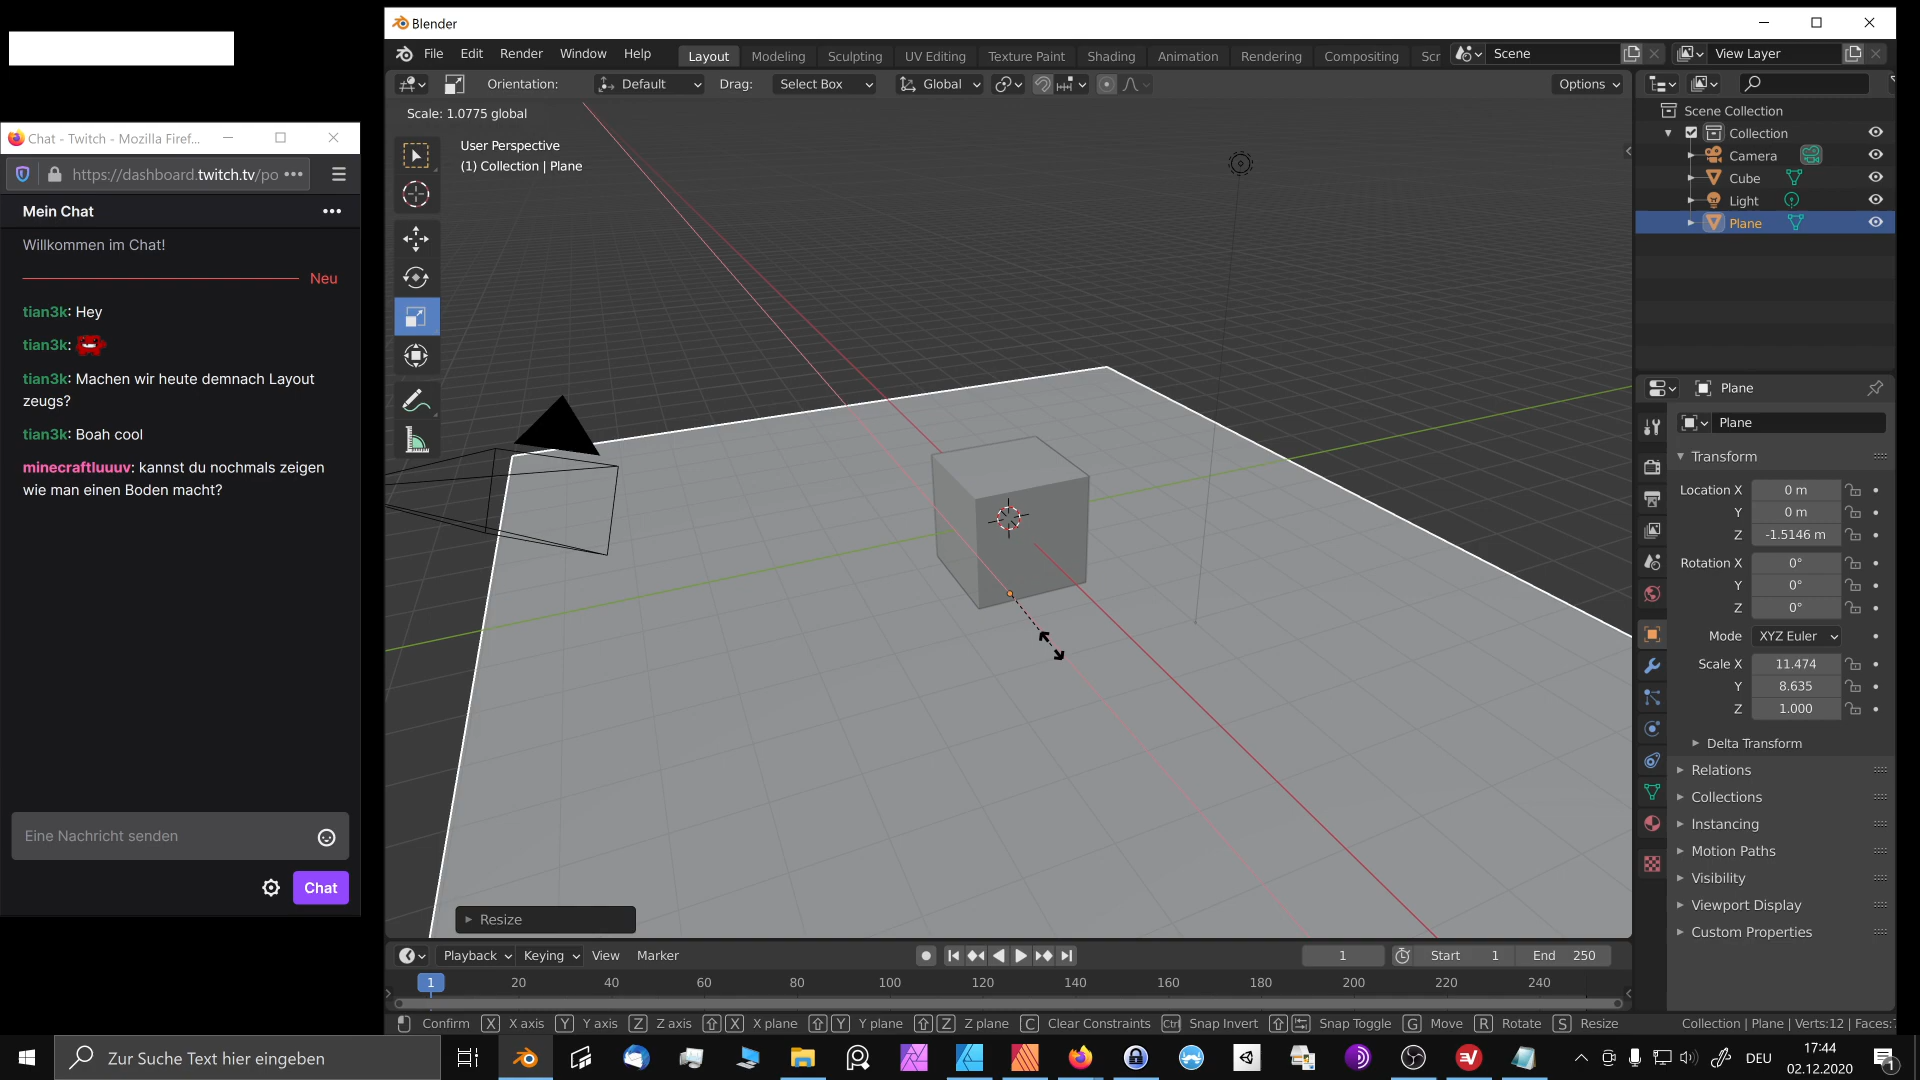 Blender
File Edit Render Window Help
Layout Modeling Sculpting UV Editing Texture Paint Shading Animation Rendering Compositing Scr
Scene
View Layer
Orientation: Default Drag: Select Box Global Options
Scale: 1.0775 global
User Perspective
(1) Collection | Plane
Chat - Twitch - Mozilla Firef...
https://dashboard.twitch.tv/po
Mein Chat
Willkommen im Chat!
Neu
tian3k: Hey
tian3k:
tian3k: Machen wir heute demnach Layout
zeugs?
tian3k: Boah cool
minecraftluuuv: kannst du nochmals zeigen
wie man einen Boden macht?
Eine Nachricht senden
Chat
Scene Collection
Collection
Camera
Cube
Light
Plane
Plane
Plane
Transform
Location X 0 m
Y 0 m
Z -1.5146 m
Rotation X 0°
Y 0°
Z 0°
Mode XYZ Euler
Scale X 11.474
Y 8.635
Z 1.000
Delta Transform
Relations
Collections
Instancing
Motion Paths
Visibility
Viewport Display
Custom Properties
Resize
Playback Keying View Marker
1 Start 1 End 250
1 20 40 60 80 100 120 140 160 180 200 220 240
Confirm X X axis Y Y axis Z Z axis X X plane Y Y plane Z Z plane C Clear Constraints Ctrl Snap Invert Snap Toggle G Move R Rotate S Resize
Collection | Plane | Verts:12 | Faces:
Zur Suche Text hier eingeben
DEU
17:44
02.12.2020
1